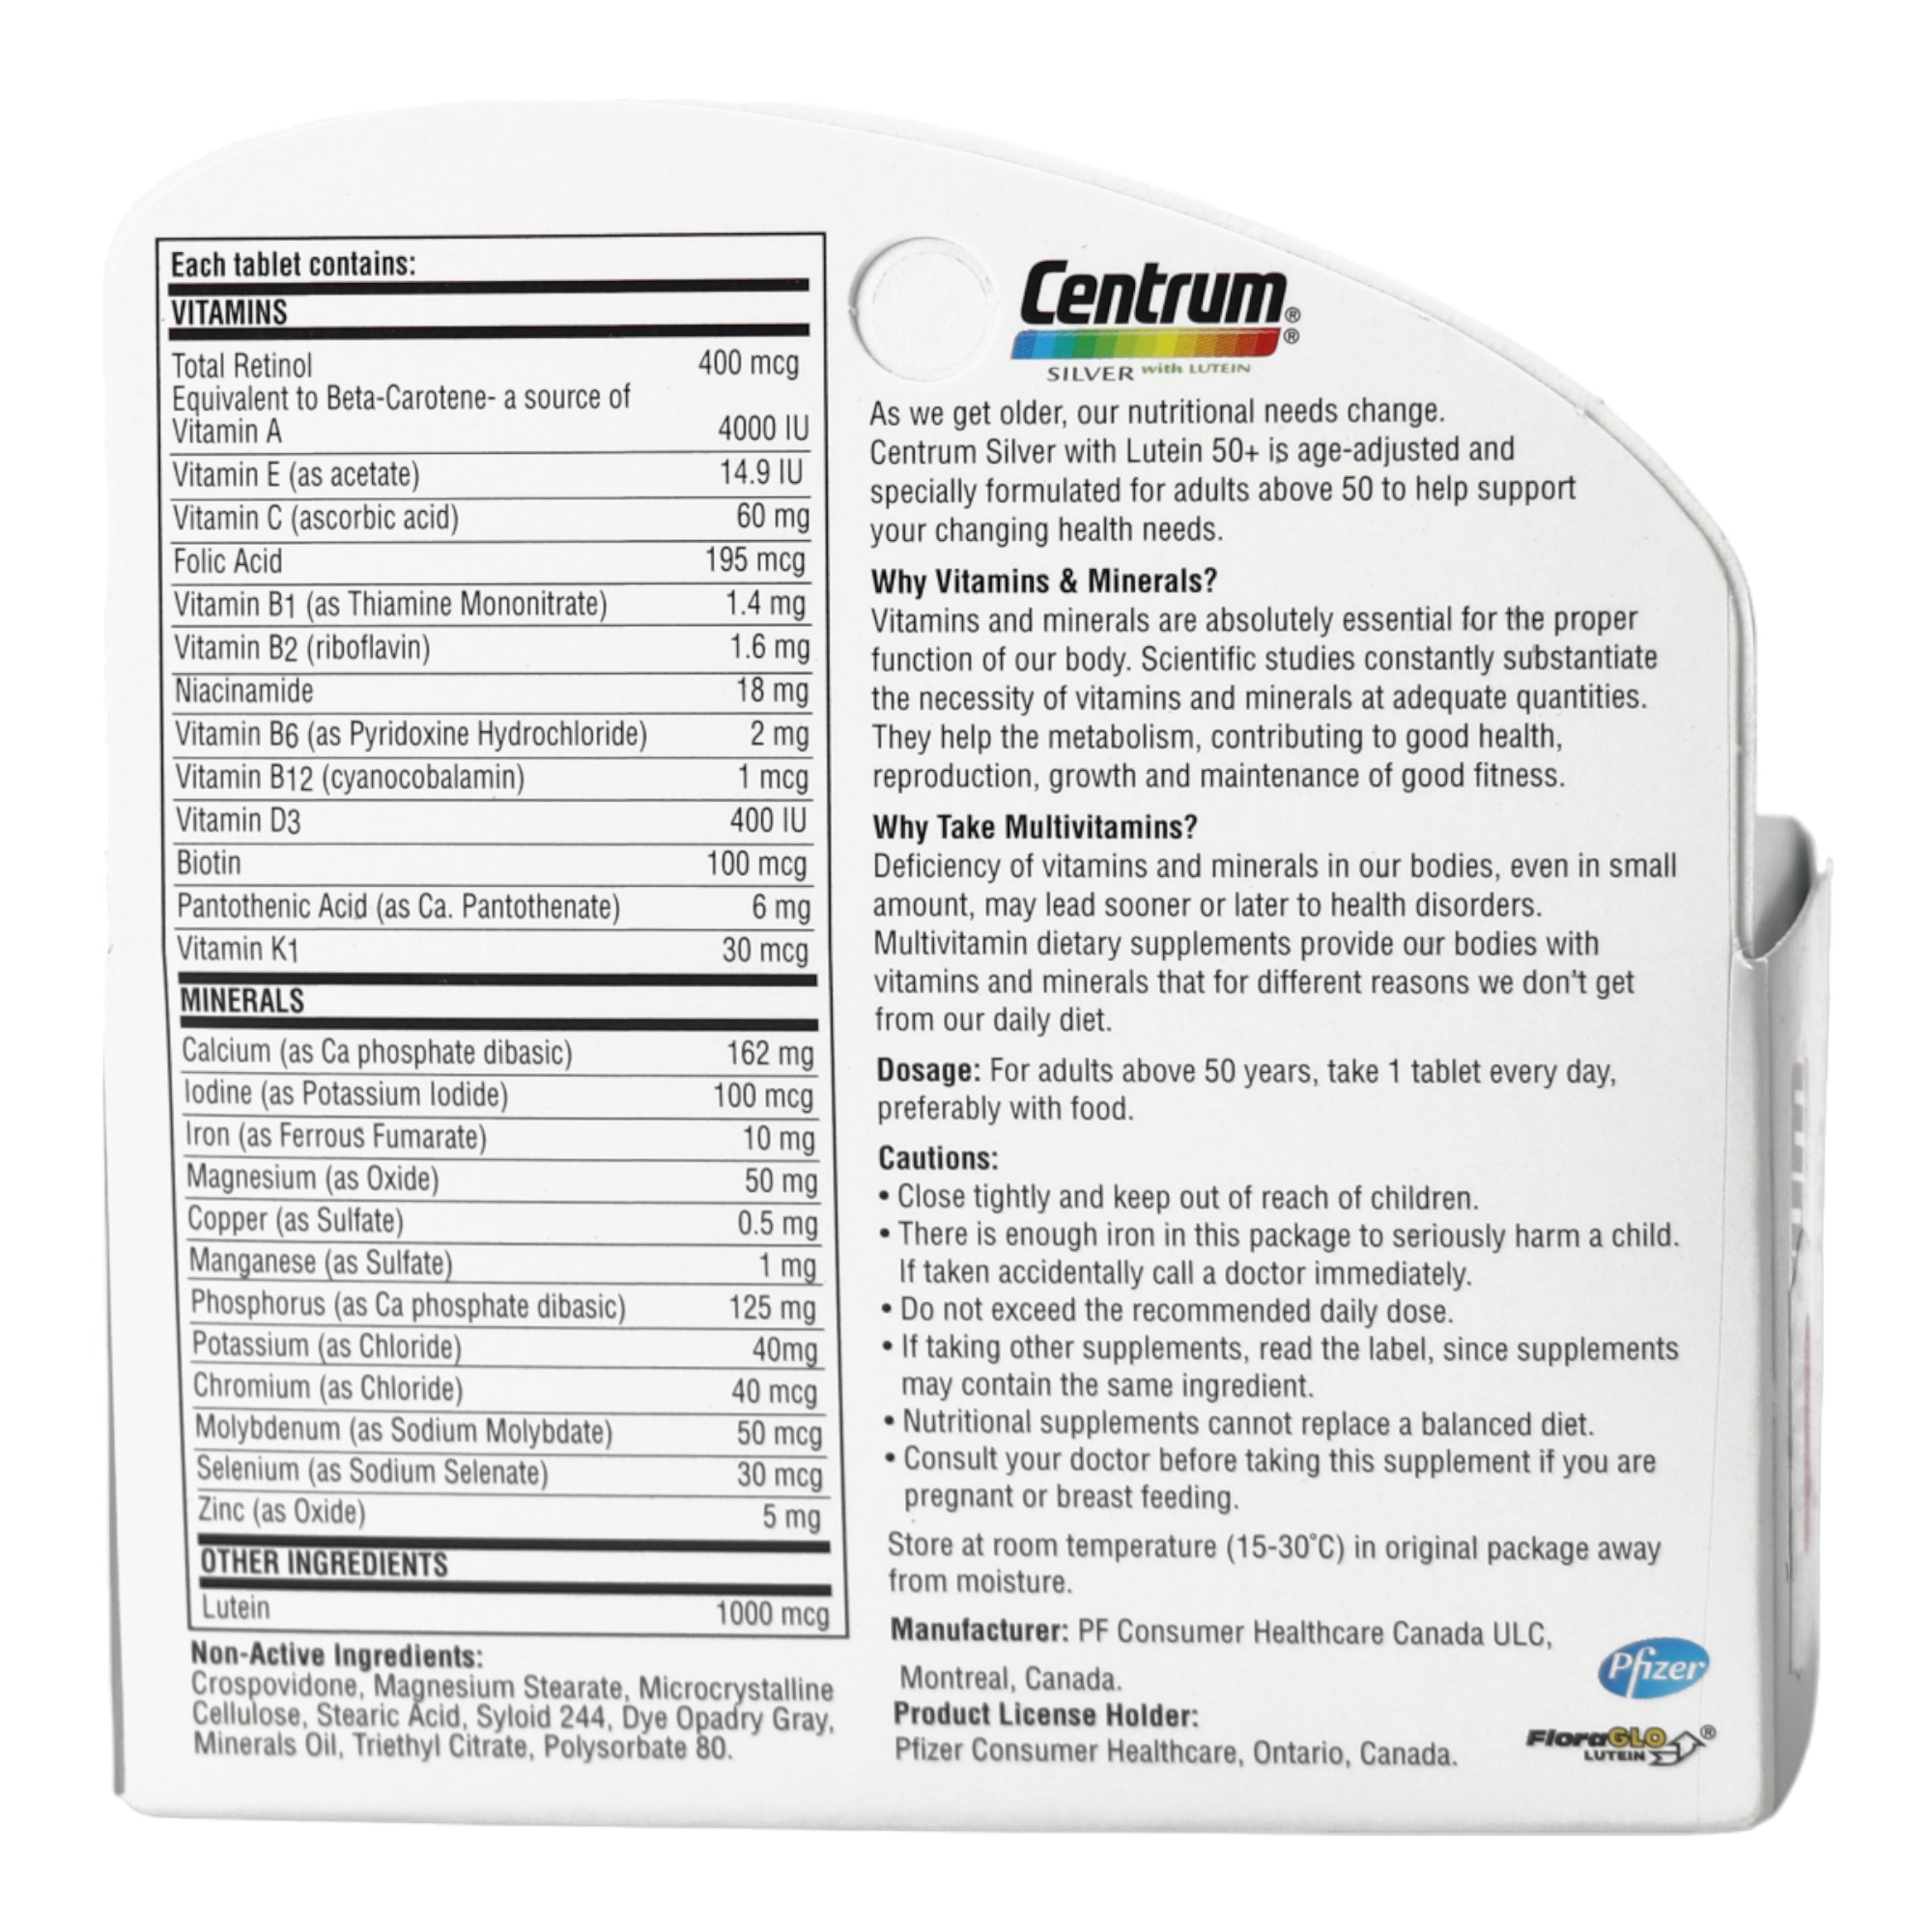 Each tablet contains:
VITAMINS
Total Retinol 400 mcg
Equivalent to Beta-Carotene- a source of
Vitamin A 4000 IU
Vitamin E (as acetate) 14.9 IU
Vitamin C (ascorbic acid) 60 mg
Folic Acid 195 mcg
Vitamin B1 (as Thiamine Mononitrate) 1.4 mg
Vitamin B2 (riboflavin) 1.6 mg
Niacinamide 18 mg
Vitamin B6 (as Pyridoxine Hydrochloride) 2 mg
Vitamin B12 (cyanocobalamin) 1 mcg
Vitamin D3 400 IU
Biotin 100 mcg
Pantothenic Acid (as Ca. Pantothenate) 6 mg
Vitamin K1 30 mcg
MINERALS
Calcium (as Ca phosphate dibasic) 162 mg
Iodine (as Potassium Iodide) 100 mcg
Iron (as Ferrous Fumarate) 10 mg
Magnesium (as Oxide) 50 mg
Copper (as Sulfate) 0.5 mg
Manganese (as Sulfate) 1 mg
Phosphorus (as Ca phosphate dibasic) 125 mg
Potassium (as Chloride) 40mg
Chromium (as Chloride) 40 mcg
Molybdenum (as Sodium Molybdate) 50 mcg
Selenium (as Sodium Selenate) 30 mcg
Zinc (as Oxide) 5 mg
OTHER INGREDIENTS
Lutein 1000 mcg
Non-Active Ingredients:
Crospovidone, Magnesium Stearate, Microcrystalline
Cellulose, Stearic Acid, Syloid 244, Dye Opadry Gray,
Minerals Oil, Triethyl Citrate, Polysorbate 80.
Centrum®
®
SILVER with LUTEIN
As we get older, our nutritional needs change.
Centrum Silver with Lutein 50+ is age-adjusted and
specially formulated for adults above 50 to help support
your changing health needs.
Why Vitamins & Minerals?
Vitamins and minerals are absolutely essential for the proper
function of our body. Scientific studies constantly substantiate
the necessity of vitamins and minerals at adequate quantities.
They help the metabolism, contributing to good health,
reproduction, growth and maintenance of good fitness.
Why Take Multivitamins?
Deficiency of vitamins and minerals in our bodies, even in small
amount, may lead sooner or later to health disorders.
Multivitamin dietary supplements provide our bodies with
vitamins and minerals that for different reasons we don't get
from our daily diet.
Dosage: For adults above 50 years, take 1 tablet every day,
preferably with food.
Cautions:
• Close tightly and keep out of reach of children.
• There is enough iron in this package to seriously harm a child.
If taken accidentally call a doctor immediately.
• Do not exceed the recommended daily dose.
• If taking other supplements, read the label, since supplements
may contain the same ingredient.
• Nutritional supplements cannot replace a balanced diet.
• Consult your doctor before taking this supplement if you are
pregnant or breast feeding.
Store at room temperature (15-30°C) in original package away
from moisture.
Manufacturer: PF Consumer Healthcare Canada ULC,
Montreal, Canada.
Product License Holder:
Pfizer Consumer Healthcare, Ontario, Canada.
Pfizer
FloraGLO®
LUTEIN